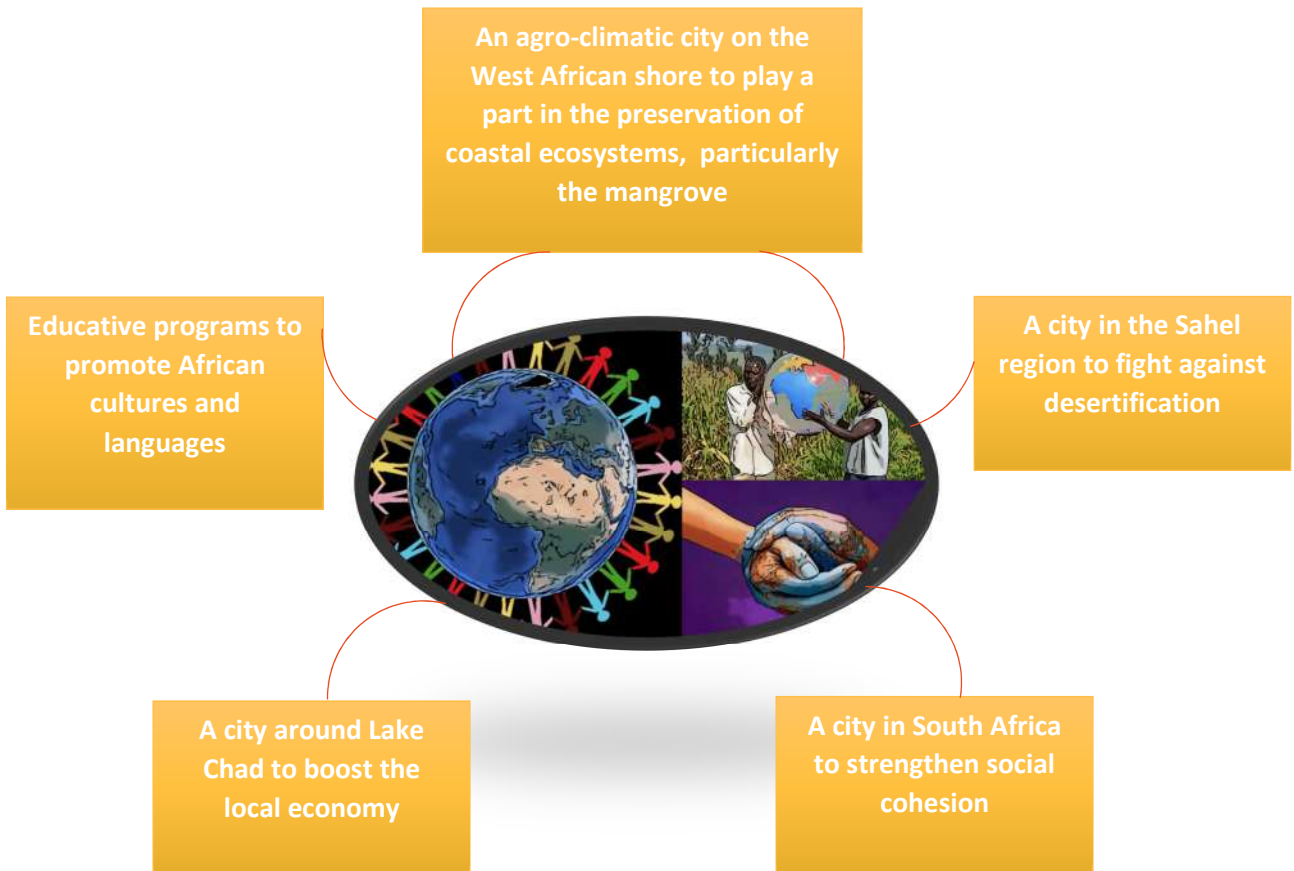 An agro-climatic city on the
West African shore to play a
part in the preservation of
coastal ecosystems, particularly
the mangrove
Educative programs to
promote African
cultures and
languages
A city in the Sahel
region to fight against
desertification
A city around Lake
Chad to boost the
local economy
A city in South Africa
to strengthen social
cohesion